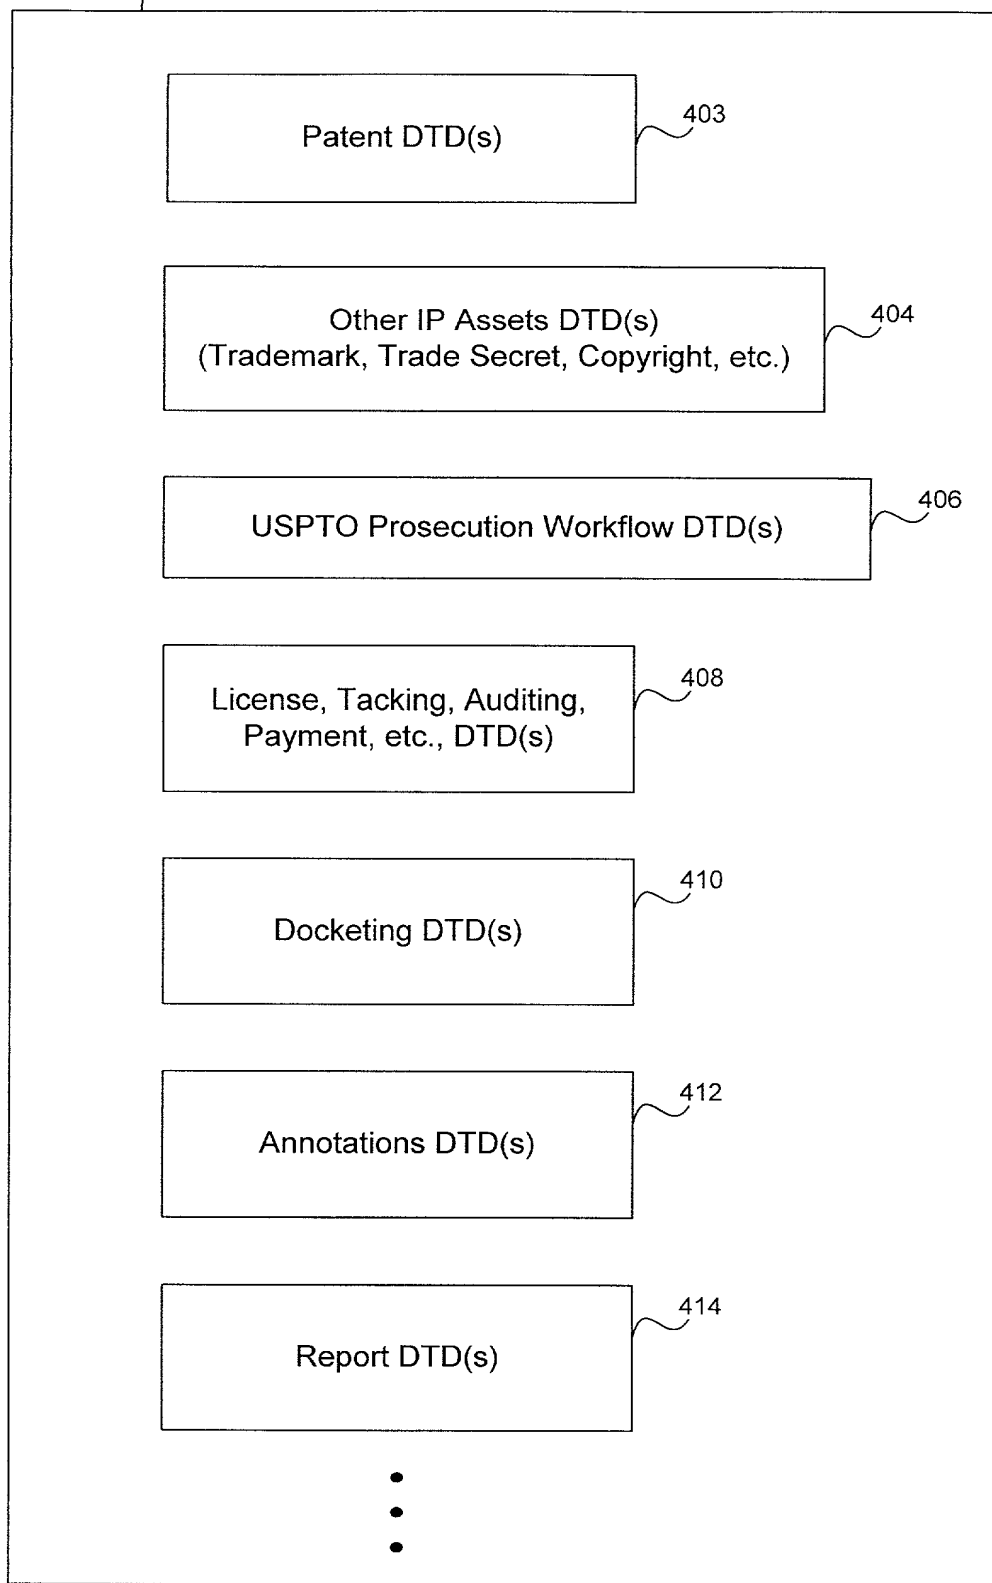 Patent DTD(s)
403
Other IP Assets DTD(s)
(Trademark, Trade Secret, Copyright, etc.)
404
USPTO Prosecution Workflow DTD(s)
406
License, Tacking, Auditing,
Payment, etc., DTD(s)
408
Docketing DTD(s)
410
Annotations DTD(s)
412
Report DTD(s)
414